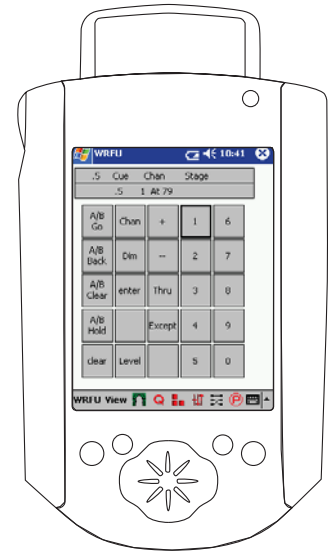 WRFU 10:41
.5 Cue Chan Stage
.5 1 At 79
A/B Go Chan + 1 6
A/B Back Dim -- 2 7
A/B Clear enter Thru 3 8
A/B Hold Except 4 9
clear Level 5 0
WRFU View Q P